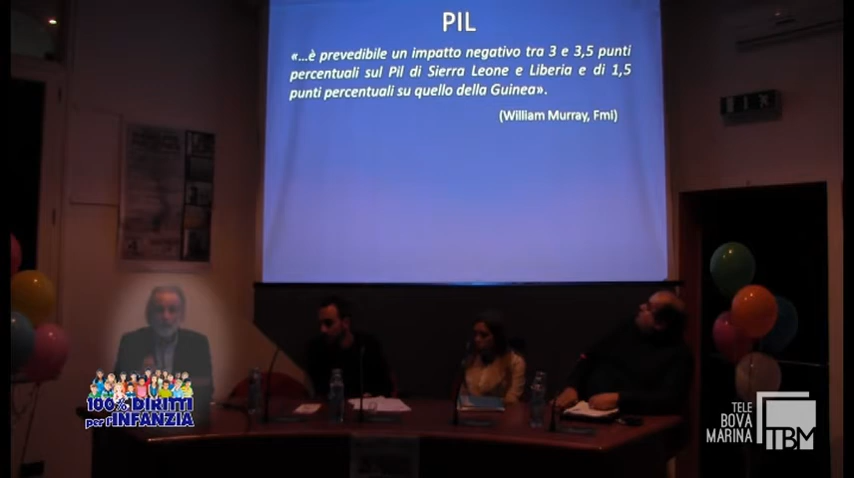 PIL
«...è prevedibile un impatto negativo tra 3 e 3,5 punti
percentuali sul Pil di Sierra Leone e Liberia e di 1,5
punti percentuali su quello della Guinea».
(William Murray, Fmi)
100% DIRITTI
per l'INFANZIA
TELE
BOVA
MARINA
TBM